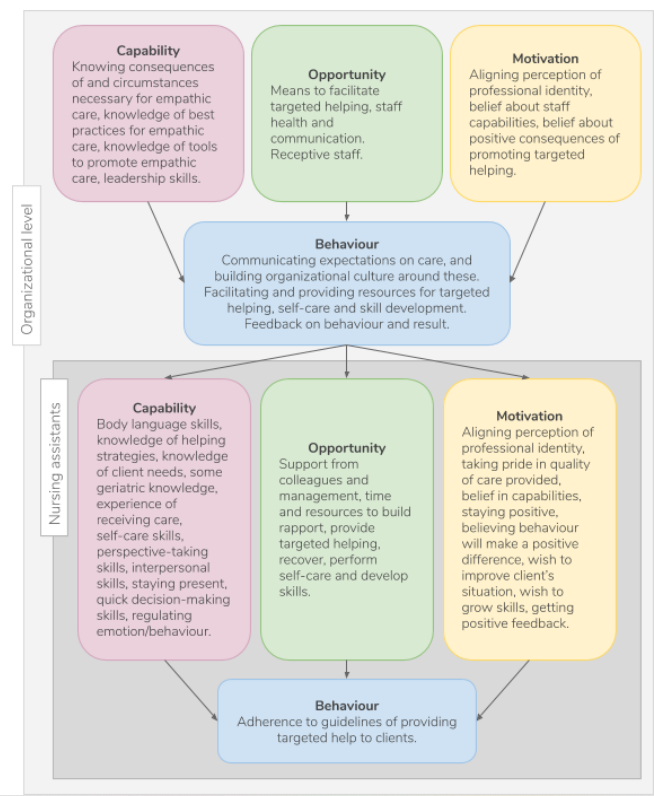 Capability
Knowing consequences
of and circumstances
necessary for empathic
care, knowledge of best
practices for empathic
care, knowledge of tools
to promote empathic
care, leadership skills.
Opportunity
Means to facilitate
targeted helping, staff
health and
communication.
Receptive staff.
Motivation
Aligning perception of
professional identity,
belief about staff
capabilities, belief about
positive consequences of
promoting targeted
helping.
Organizational level
Behaviour
Communicating expectations on care, and
building organizational culture around these.
Facilitating and providing resources for targeted
helping, self-care and skill development.
Feedback on behaviour and result.
Nursing assistants
Capability
Body language skills,
knowledge of helping
strategies, knowledge
of client needs, some
geriatric knowledge,
experience of
receiving care,
self-care skills,
perspective-taking
skills, interpersonal
skills, staying present,
quick decision-making
skills, regulating
emotion/behaviour.
Opportunity
Support from
colleagues and
management, time
and resources to build
rapport, provide
targeted helping,
recover, perform
self-care and develop
skills.
Motivation
Aligning perception of
professional identity,
taking pride in quality
of care provided,
belief in capabilities,
staying positive,
believing behaviour
will make a positive
difference, wish to
improve client's
situation, wish to
grow skills, getting
positive feedback.
Behaviour
Adherence to guidelines of providing
targeted help to clients.